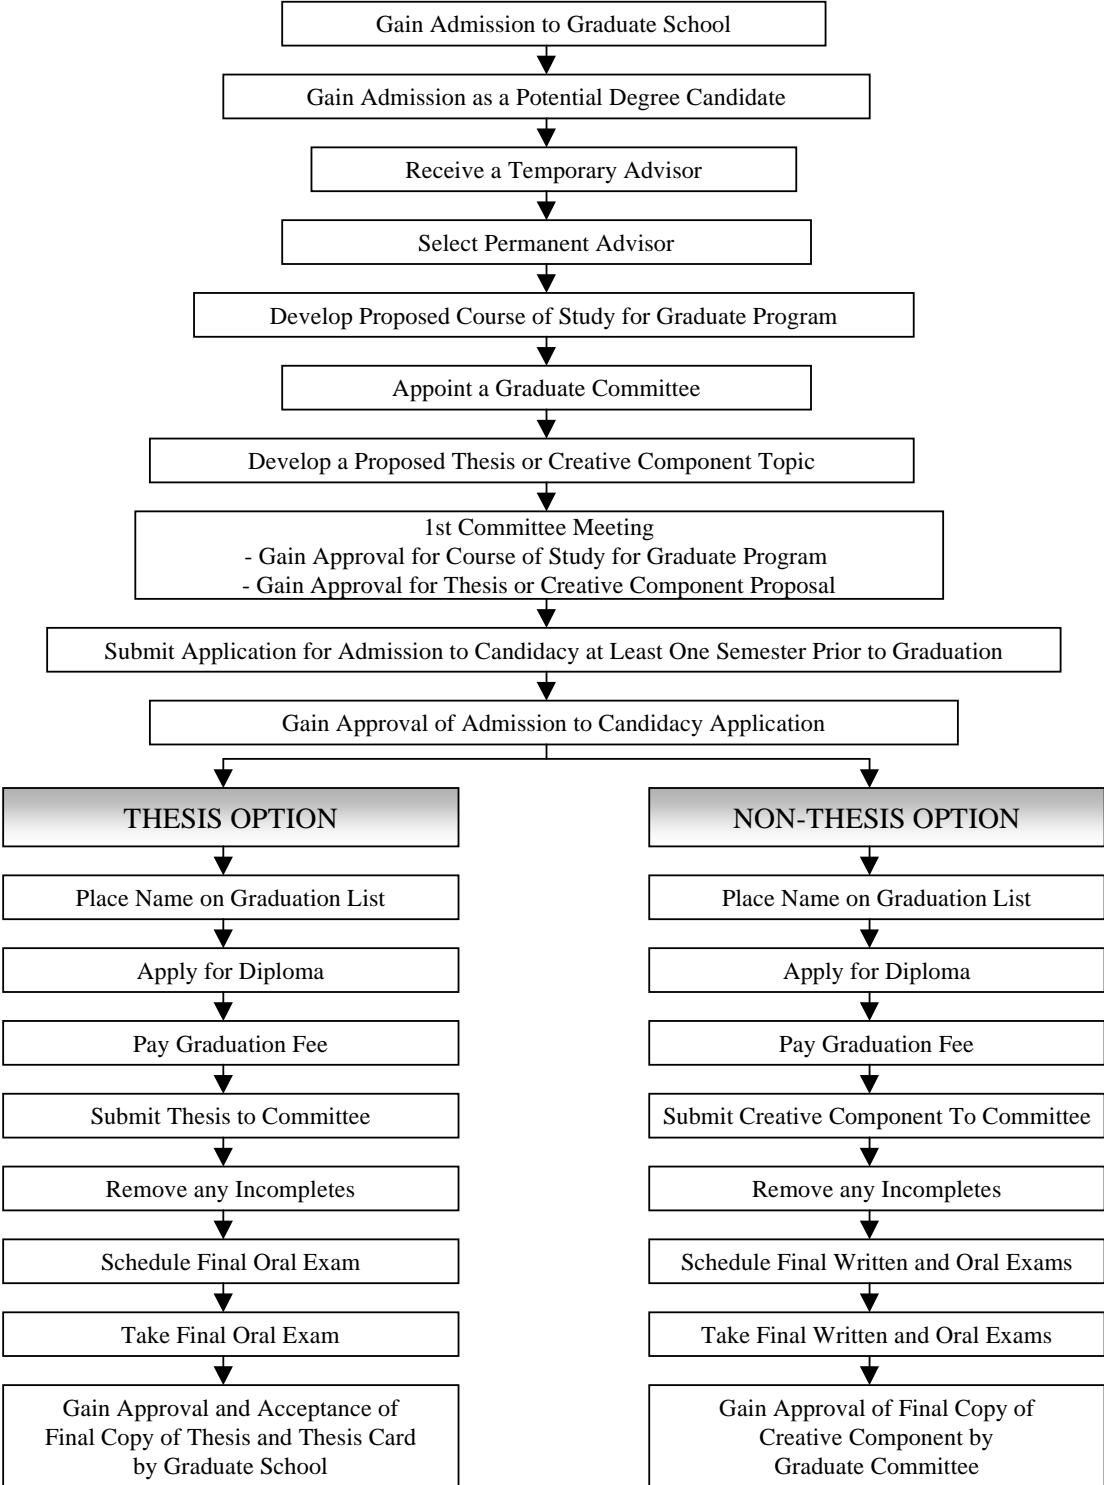 Gain Admission to Graduate School
Gain Admission as a Potential Degree Candidate
Receive a Temporary Advisor
Select Permanent Advisor
Develop Proposed Course of Study for Graduate Program
Appoint a Graduate Committee
Develop a Proposed Thesis or Creative Component Topic
1st Committee Meeting
- Gain Approval for Course of Study for Graduate Program
- Gain Approval for Thesis or Creative Component Proposal
Submit Application for Admission to Candidacy at Least One Semester Prior to Graduation
Gain Approval of Admission to Candidacy Application
THESIS OPTION
Place Name on Graduation List
Apply for Diploma
Pay Graduation Fee
Submit Thesis to Committee
Remove any Incompletes
Schedule Final Oral Exam
Take Final Oral Exam
Gain Approval and Acceptance of
Final Copy of Thesis and Thesis Card
by Graduate School
NON-THESIS OPTION
Place Name on Graduation List
Apply for Diploma
Pay Graduation Fee
Submit Creative Component To Committee
Remove any Incompletes
Schedule Final Written and Oral Exams
Take Final Written and Oral Exams
Gain Approval of Final Copy of
Creative Component by
Graduate Committee